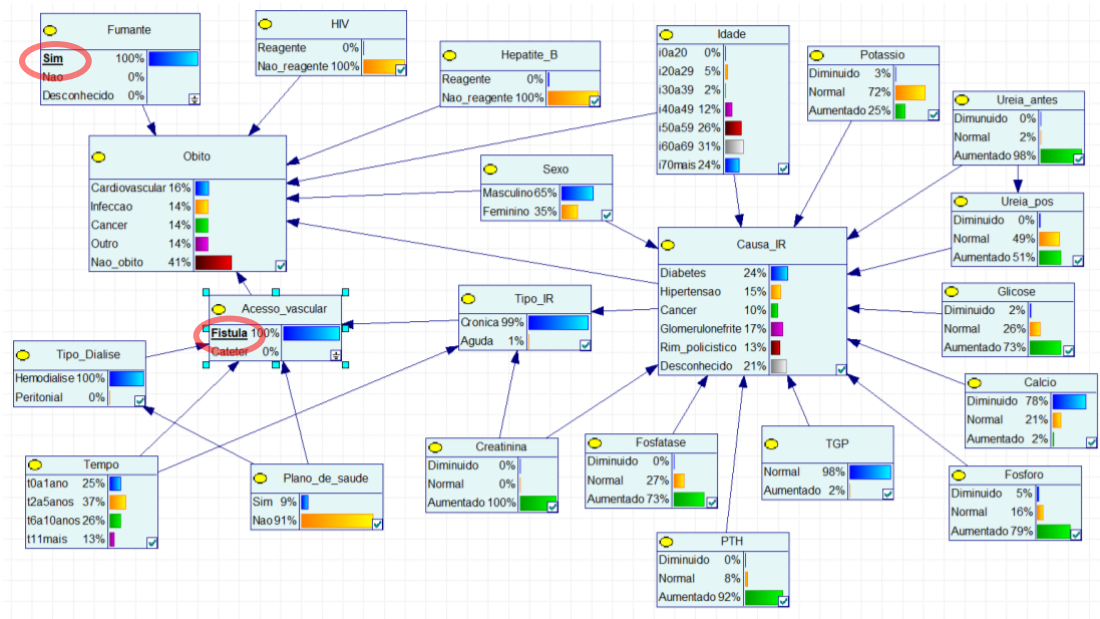 Fumante
Sim 100%
Nao 0%
Desconhecido 0%
HIV
Reagente 0%
Nao_reagente 100%
Hepatite_B
Reagente 0%
Nao_reagente 100%
Idade
i0a20 0%
i20a29 5%
i30a39 2%
i40a49 12%
i50a59 26%
i60a69 31%
i70mais 24%
Potassio
Diminuido 3%
Normal 72%
Aumentado 25%
Ureia_antes
Dimunuido 0%
Normal 2%
Aumentado 98%
Obito
Cardiovascular 16%
Infeccao 14%
Cancer 14%
Outro 14%
Nao_obito 41%
Sexo
Masculino 65%
Feminino 35%
Ureia_pos
Diminuido 0%
Normal 49%
Aumentado 51%
Causa_IR
Diabetes 24%
Hipertensao 15%
Cancer 10%
Glomerulonefrite 17%
Rim_policistico 13%
Desconhecido 21%
Acesso_vascular
Fistula 100%
Cateter 0%
Tipo_IR
Cronica 99%
Aguda 1%
Glicose
Diminuido 2%
Normal 26%
Aumentado 73%
Tipo_Dialise
Hemodialise 100%
Peritonial 0%
Calcio
Diminuido 78%
Normal 21%
Aumentado 2%
Tempo
t0a1ano 25%
t2a5anos 37%
t6a10anos 26%
t11mais 13%
Plano_de_saude
Sim 9%
Nao 91%
Creatinina
Diminuido 0%
Normal 0%
Aumentado 100%
Fosfatase
Diminuido 0%
Normal 27%
Aumentado 73%
TGP
Normal 98%
Aumentado 2%
Fosforo
Diminuido 5%
Normal 16%
Aumentado 79%
PTH
Diminuido 0%
Normal 8%
Aumentado 92%